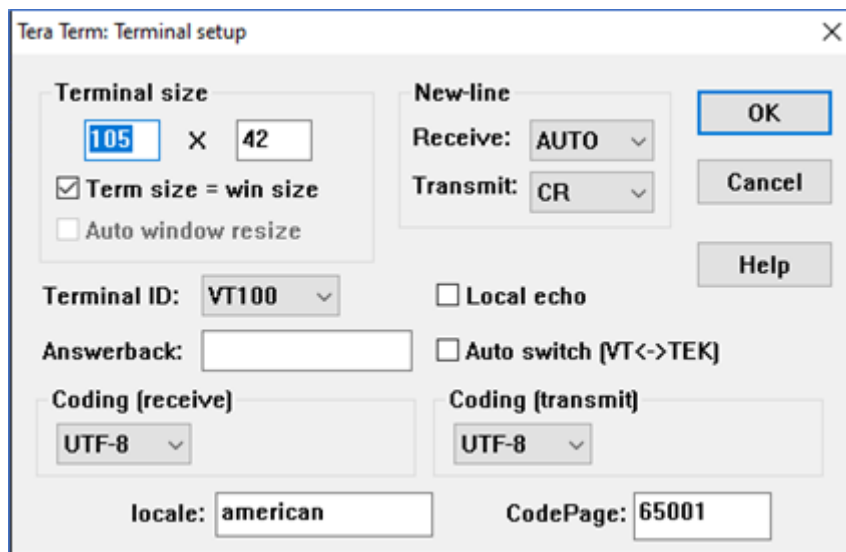 Tera Term: Terminal setup
Terminal size
105 X 42
Term size = win size
Auto window resize
New-line
Receive: AUTO
Transmit: CR
OK
Cancel
Help
Terminal ID: VT100
Local echo
Answerback:
Auto switch (VT<->TEK)
Coding (receive)
UTF-8
Coding (transmit)
UTF-8
locale: american
CodePage: 65001